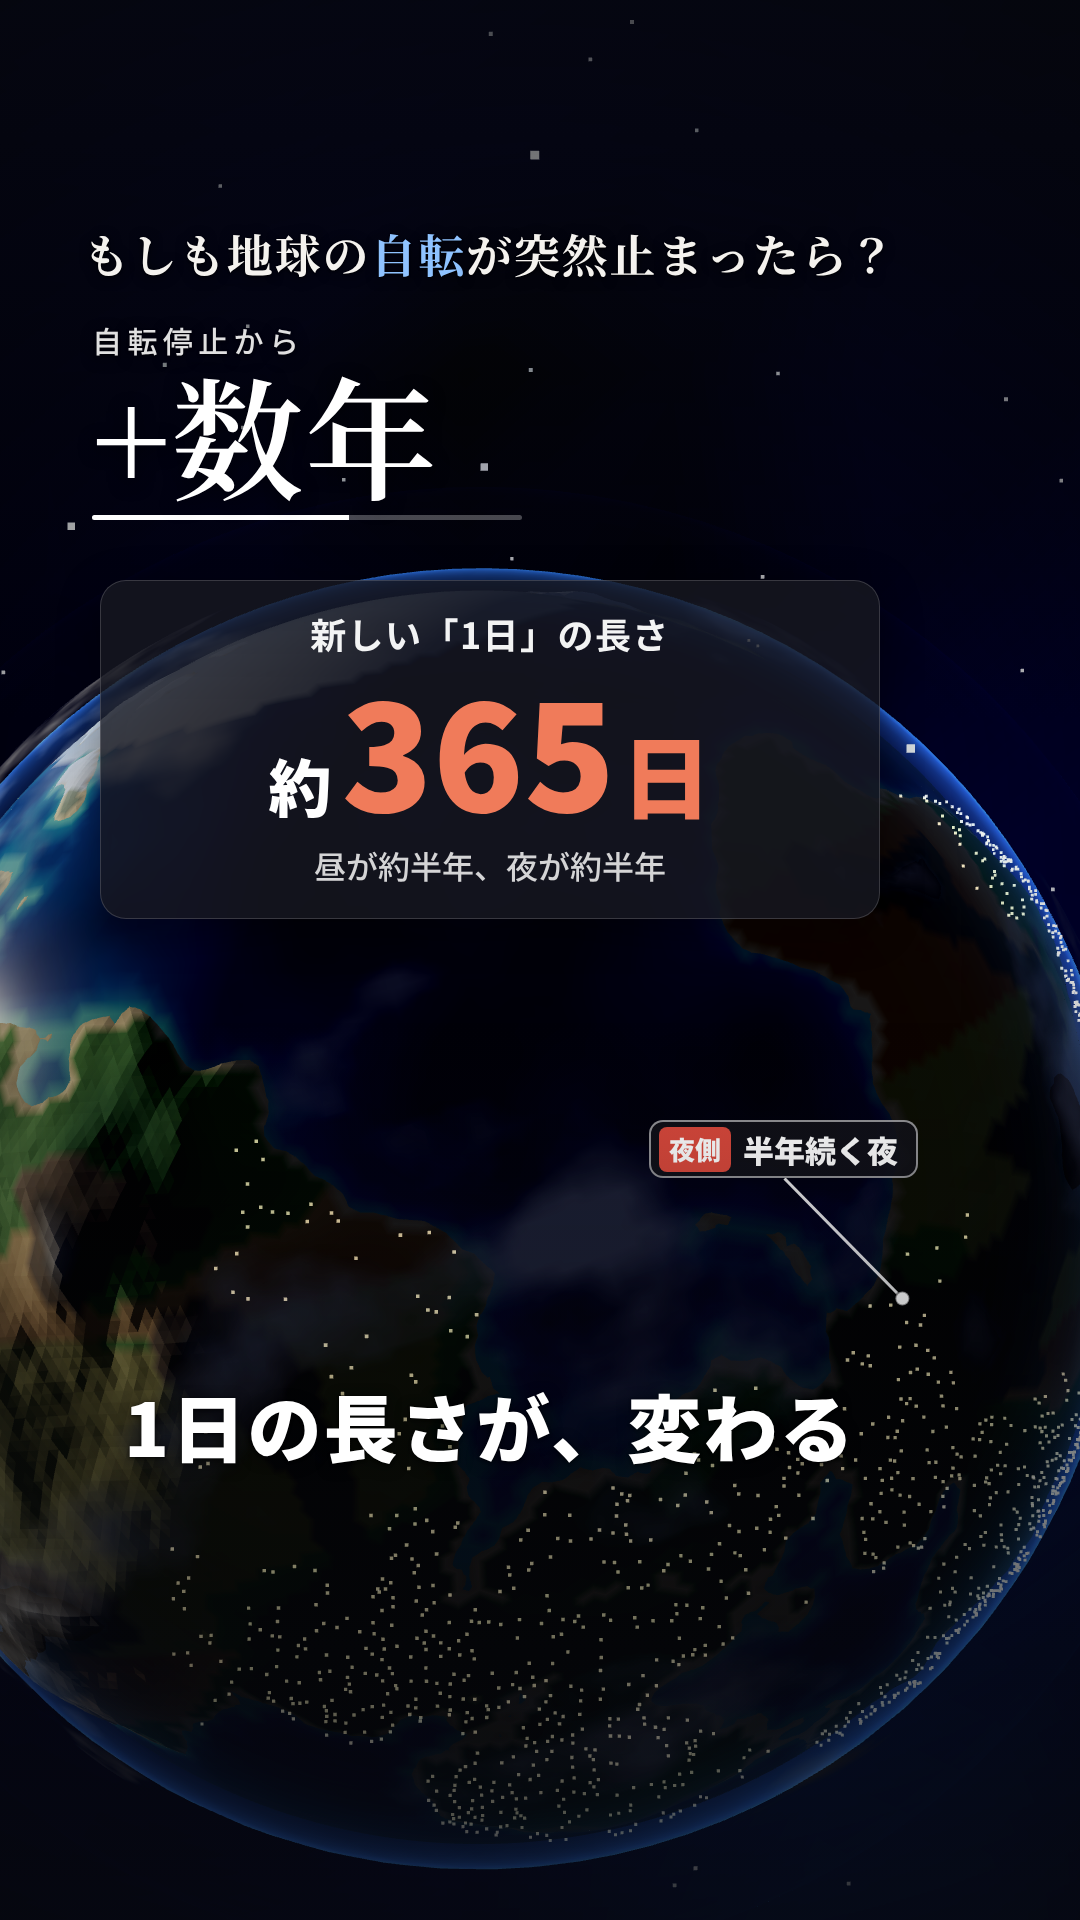 もしも地球の自転が突然止まったら？
自転停止から
+数年
新しい「1日」の長さ
約365日
昼が約半年、夜が約半年
夜側 半年続く夜
1日の長さが、変わる